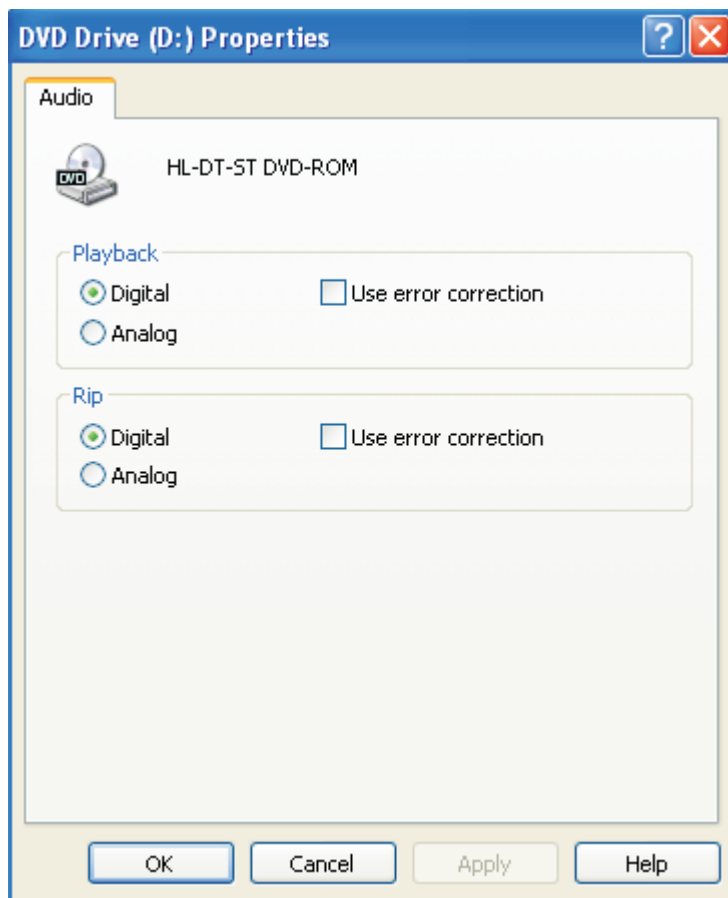 DVD Drive (D:) Properties
Audio
DVD
HL-DT-ST DVD-ROM
Playback
Digital Use error correction
Analog
Rip
Digital Use error correction
Analog
OK Cancel Apply Help